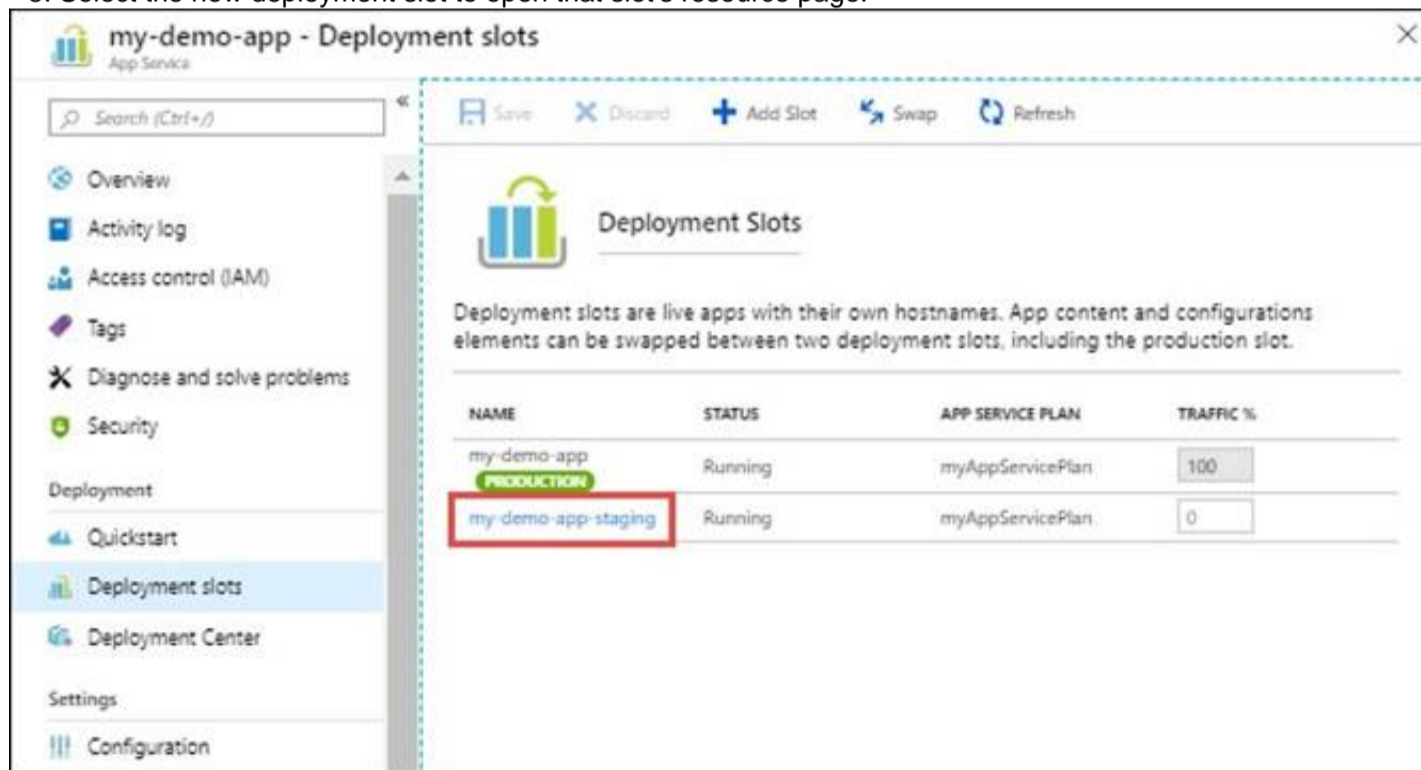 my-demo-app - Deployment slots
App Service
Search (Ctrl+/)
«
Save Discard Add Slot Swap Refresh
Overview
Activity log
Access control (IAM)
Tags
Diagnose and solve problems
Security
Deployment
Quickstart
Deployment slots
Deployment Center
Settings
Configuration
Deployment Slots
Deployment slots are live apps with their own hostnames. App content and configurations
elements can be swapped between two deployment slots, including the production slot.
NAME STATUS APP SERVICE PLAN TRAFFIC %
my-demo-app Running myAppServicePlan 100
PRODUCTION
my-demo-app-staging Running myAppServicePlan 0